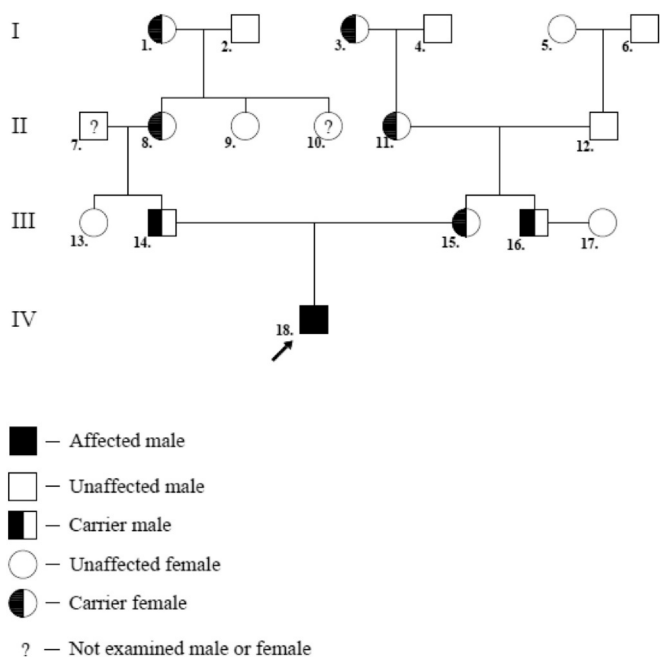 I
1. 2. 3. 4. 5. 6.
II
? ?
7. 8. 9. 10. 11. 12.
III
13. 14. 15. 16. 17.
IV
18.
— Affected male
— Unaffected male
— Carrier male
— Unaffected female
— Carrier female
? — Not examined male or female